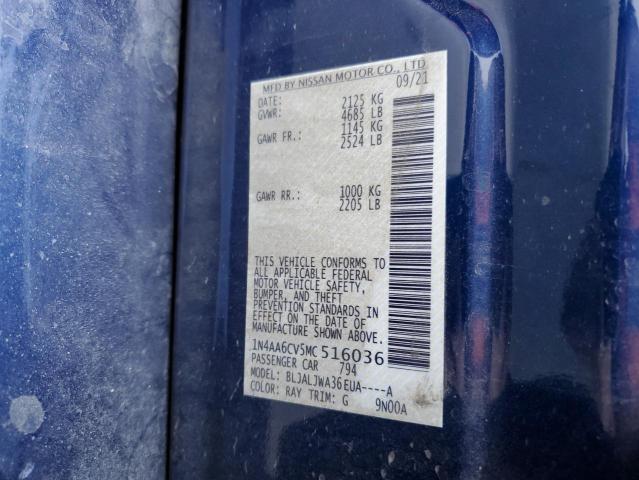 MFD BY NISSAN MOTOR CO., LTD
DATE: 09/21
GVWR: 2125 KG
4685 LB
GAWR FR.: 1145 KG
2524 LB
GAWR RR.: 1000 KG
2205 LB
THIS VEHICLE CONFORMS TO
ALL APPLICABLE FEDERAL
MOTOR VEHICLE SAFETY,
BUMPER, AND THEFT
PREVENTION STANDARDS IN
EFFECT ON THE DATE OF
MANUFACTURE SHOWN ABOVE.
1N4AA6CV5MC516036
PASSENGER CAR 794
MODEL: BLJALJWA36EUA----A
COLOR: RAY TRIM: G 9N00A